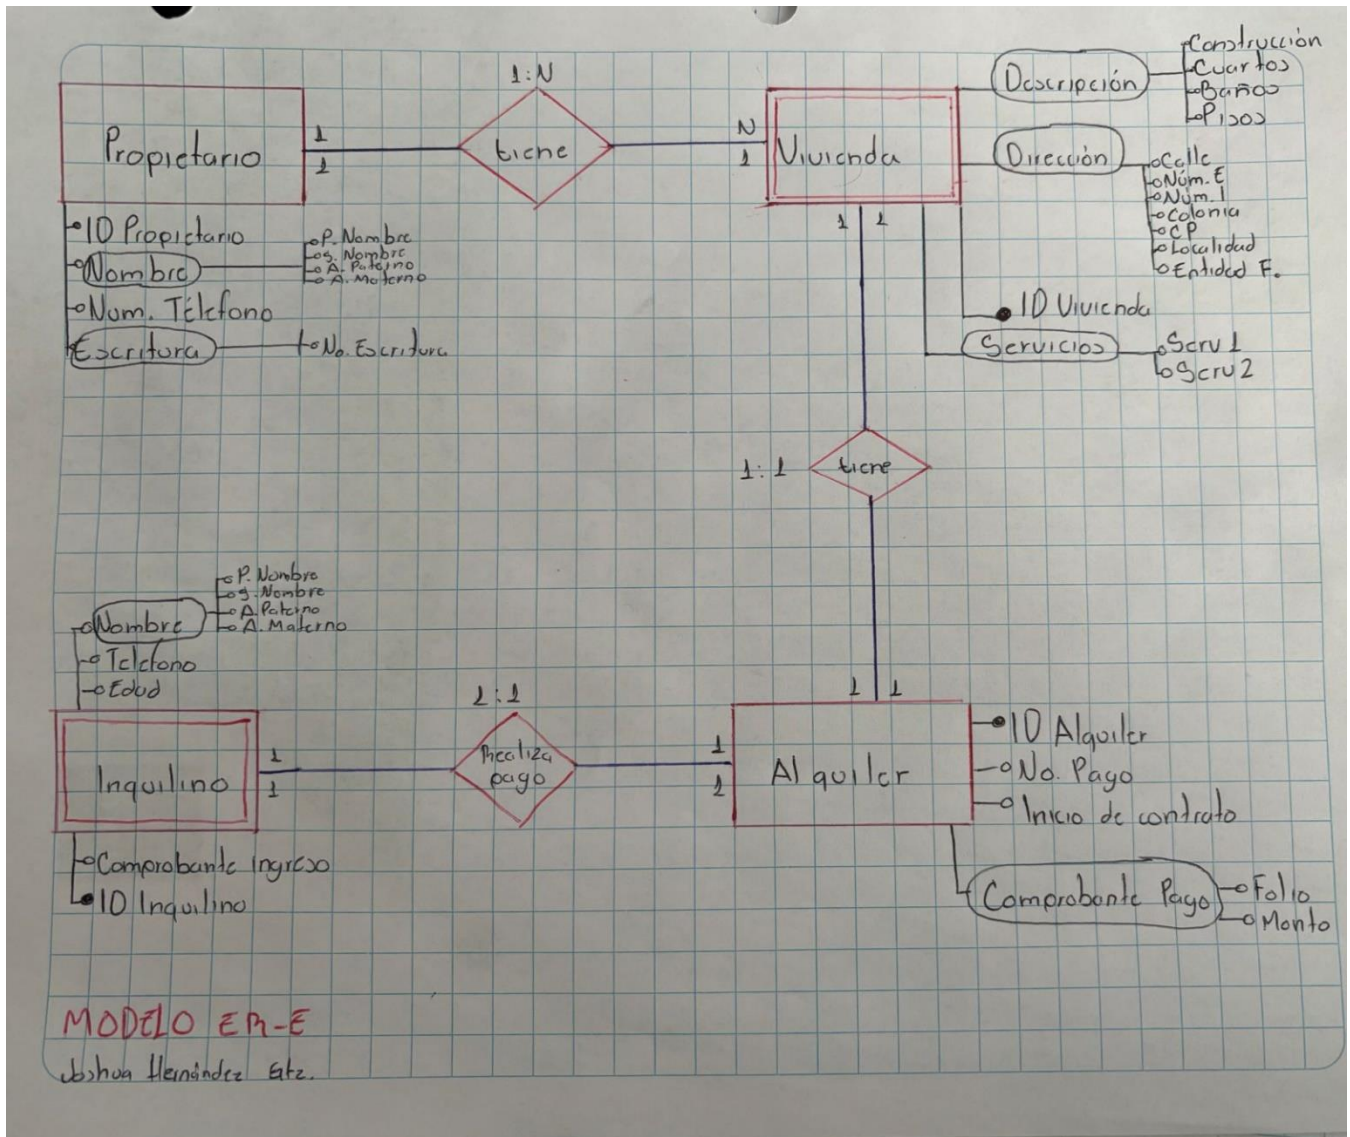 1:N
Propietario
1
1
tiene
N
1
Vivienda
Descripción
Construcción
Cuartos
Baños
Pisos
Dirección
Calle
Núm. E
Núm. I
Colonia
CP
Localidad
Entidad F.
ID Propietario
Nombre
P. Nombre
S. Nombre
A. Paterno
A. Materno
Num. Télefono
Escritura
No. Escritura
1
1
ID Vivienda
Servicios
Serv 1
Serv 2
1:1
tiene
Nombre
P. Nombre
S. Nombre
A. Paterno
A. Materno
Telefono
Edad
1:1
1
1
Inquilino
1
1
Realiza
pago
1
1
Alquiler
ID Alquiler
No. Pago
Inicio de contrato
Comprobante Ingreso
ID Inquilino
Comprobante Pago
Folio
Monto
MODELO ER-E
Joshua Hernández Gtz.